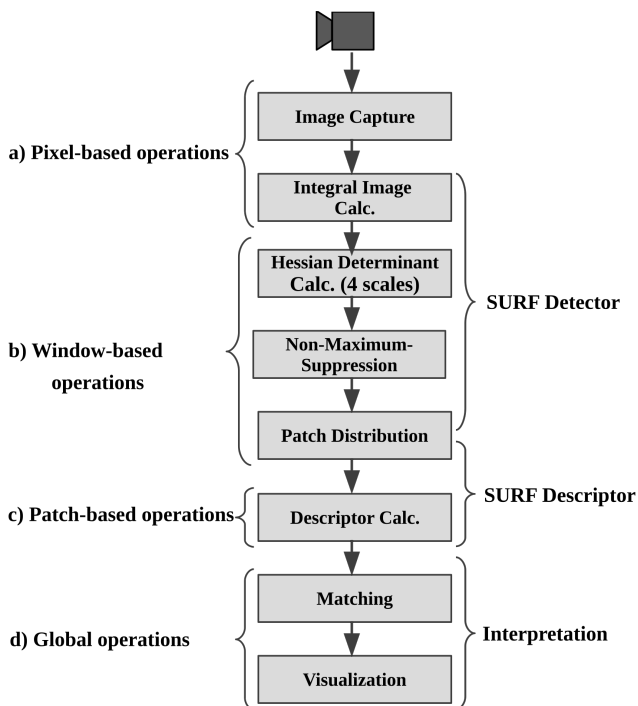 Image Capture
a) Pixel-based operations
Integral Image
Calc.
Hessian Determinant
Calc. (4 scales)
SURF Detector
b) Window-based
operations
Non-Maximum-
Suppression
Patch Distribution
SURF Descriptor
c) Patch-based operations
Descriptor Calc.
Matching
d) Global operations
Interpretation
Visualization